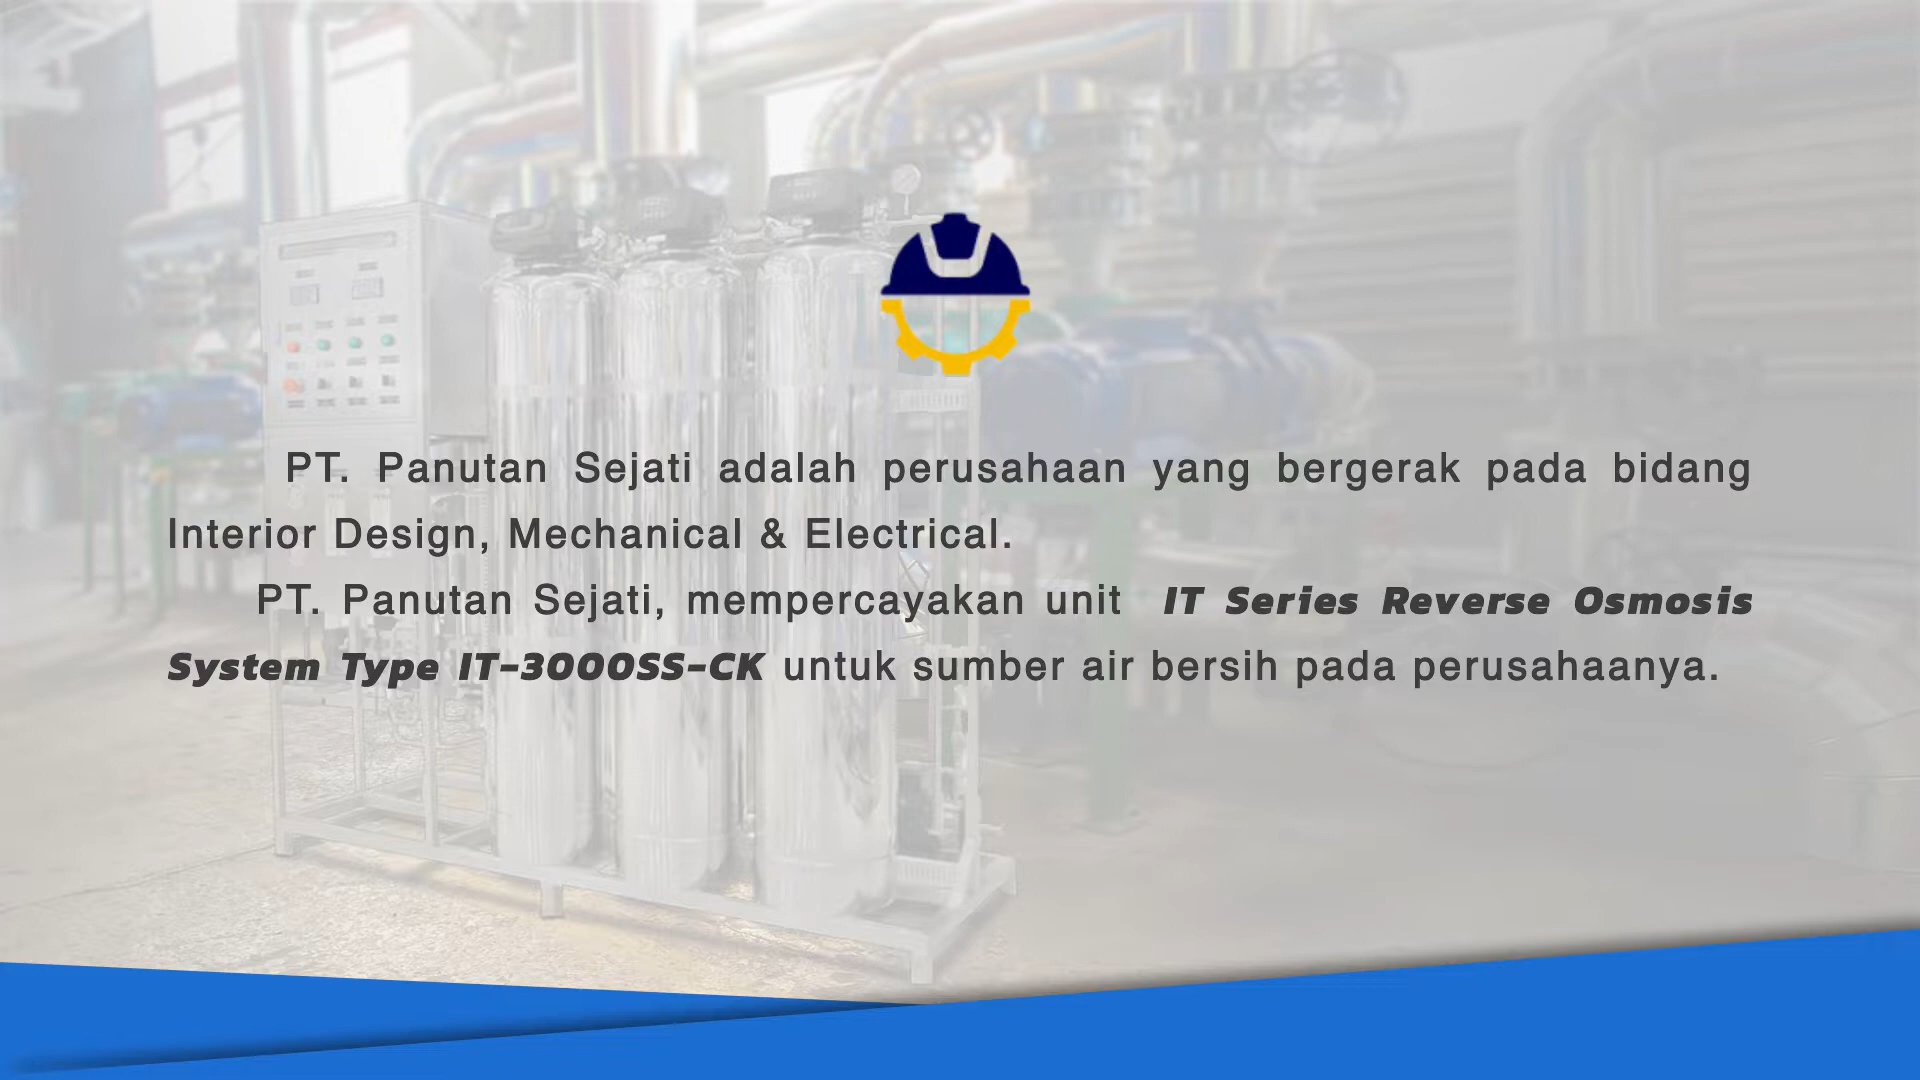 PT. Panutan Sejati adalah perusahaan yang bergerak pada bidang
Interior Design, Mechanical & Electrical.
PT. Panutan Sejati, mempercayakan unit IT Series Reverse Osmosis
System Type IT-3000SS-CK untuk sumber air bersih pada perusahaanya.